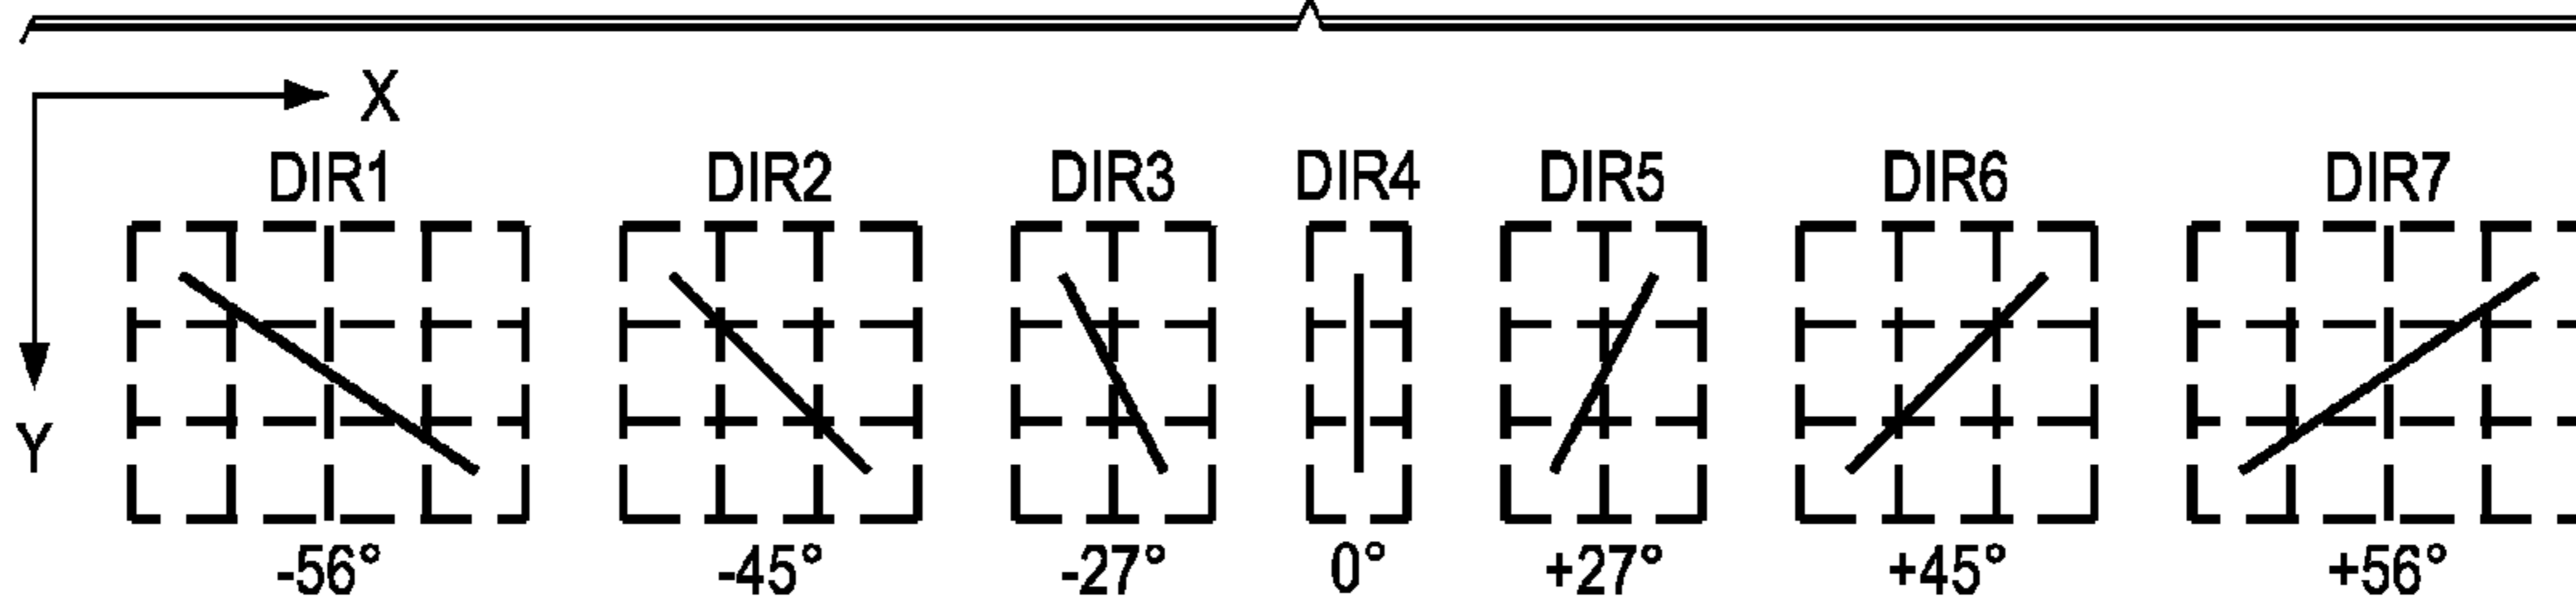 X
Y
DIR1 DIR2 DIR3 DIR4 DIR5 DIR6 DIR7
-56° -45° -27° 0° +27° +45° +56°